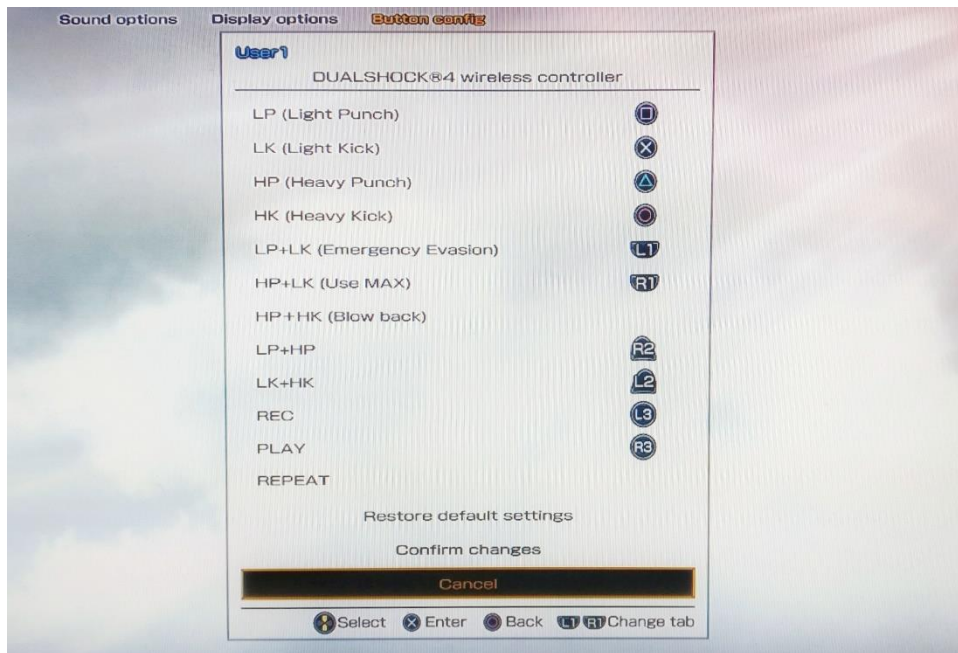 Sound options Display options Button config
User1
DUALSHOCK®4 wireless controller
LP (Light Punch)
LK (Light Kick)
HP (Heavy Punch)
HK (Heavy Kick)
LP+LK (Emergency Evasion) L1
HP+LK (Use MAX) R1
HP+HK (Blow back)
LP+HP R2
LK+HK L2
REC L3
PLAY R3
REPEAT
Restore default settings
Confirm changes
Cancel
Select Enter Back L1 R1 Change tab